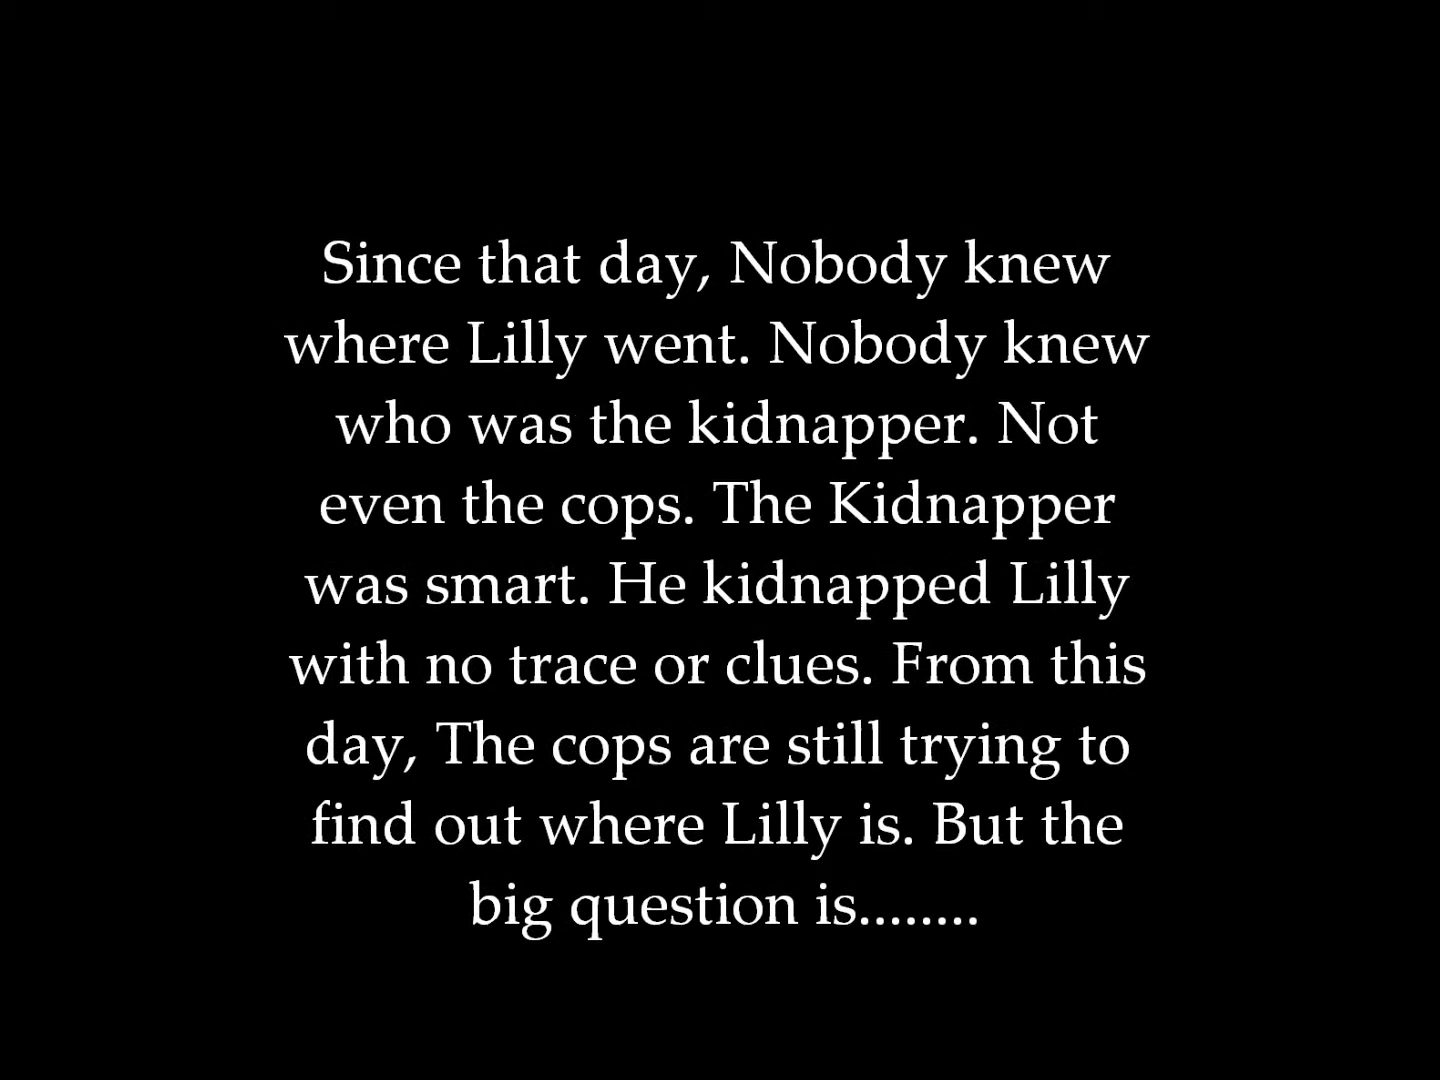 Since that day, Nobody knew
where Lilly went. Nobody knew
who was the kidnapper. Not
even the cops. The Kidnapper
was smart. He kidnapped Lilly
with no trace or clues. From this
day, The cops are still trying to
find out where Lilly is. But the
big question is........